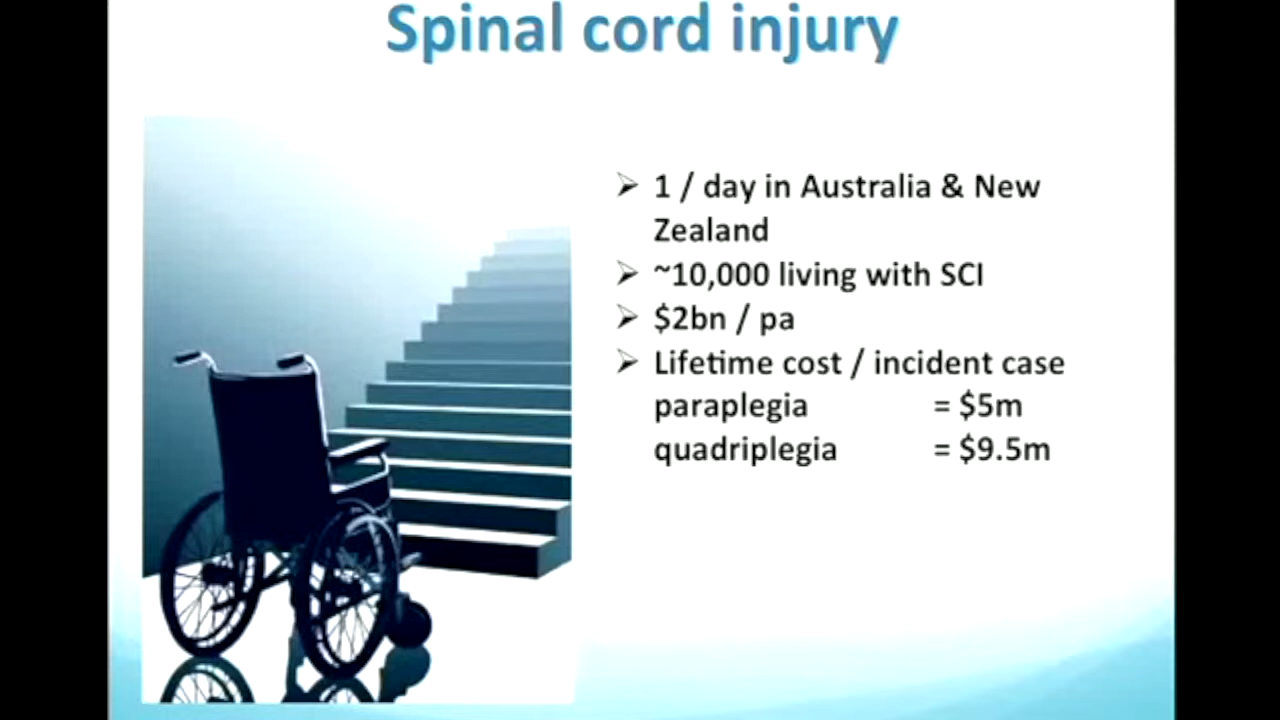 Spinal cord injury
➢ 1 / day in Australia & New
Zealand
➢ ~10,000 living with SCI
➢ $2bn / pa
➢ Lifetime cost / incident case
paraplegia = $5m
quadriplegia = $9.5m